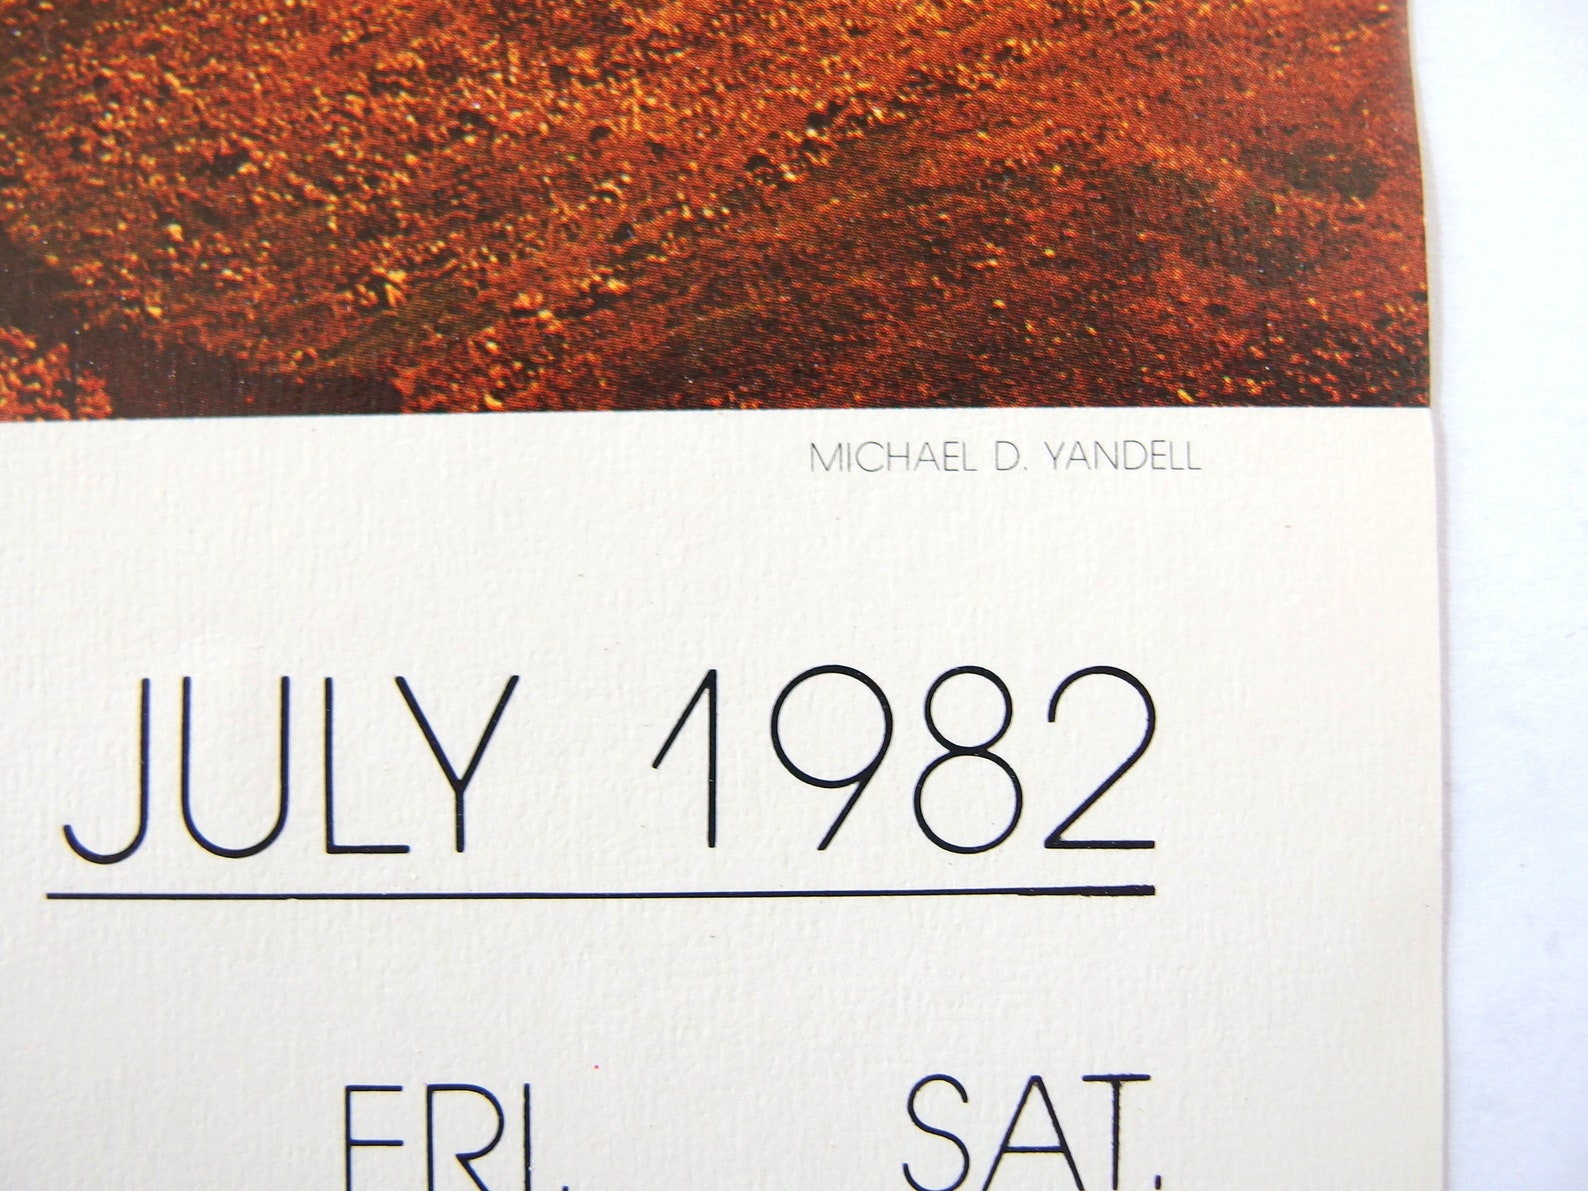 MICHAEL D. YANDELL
JULY 1982
FRI. SAT.